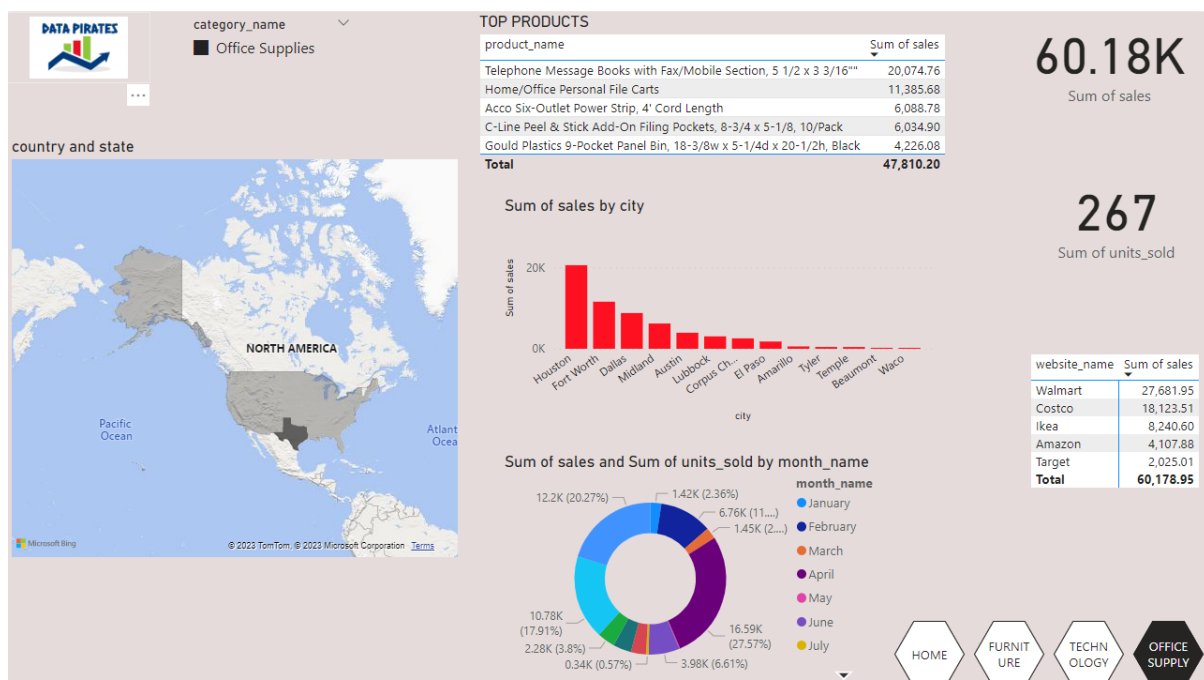 DATA PIRATES
category_name
Office Supplies
...
country and state
NORTH AMERICA
Pacific
Ocean
Atlant
Ocea
Microsoft Bing
© 2023 TomTom, © 2023 Microsoft Corporation Terms
TOP PRODUCTS
product_name Sum of sales
Telephone Message Books with Fax/Mobile Section, 5 1/2 x 3 3/16"" 20,074.76
Home/Office Personal File Carts 11,385.68
Acco Six-Outlet Power Strip, 4' Cord Length 6,088.78
C-Line Peel & Stick Add-On Filing Pockets, 8-3/4 x 5-1/8, 10/Pack 6,034.90
Gould Plastics 9-Pocket Panel Bin, 18-3/8w x 5-1/4d x 20-1/2h, Black 4,226.08
Total 47,810.20
Sum of sales by city
Sum of sales
20K
0K
Houston
Fort Worth
Dallas
Midland
Austin
Lubbock
Corpus Ch...
El Paso
Amarillo
Tyler
Temple
Beaumont
Waco
city
Sum of sales and Sum of units_sold by month_name
12.2K (20.27%)
1.42K (2.36%)
6.76K (11....)
1.45K (2....)
16.59K
(27.57%)
3.98K (6.61%)
0.34K (0.57%)
2.28K (3.8%)
10.78K
(17.91%)
month_name
January
February
March
April
May
June
July
60.18K
Sum of sales
267
Sum of units_sold
website_name Sum of sales
Walmart 27,681.95
Costco 18,123.51
Ikea 8,240.60
Amazon 4,107.88
Target 2,025.01
Total 60,178.95
HOME
FURNIT
URE
TECHN
OLOGY
OFFICE
SUPPLY